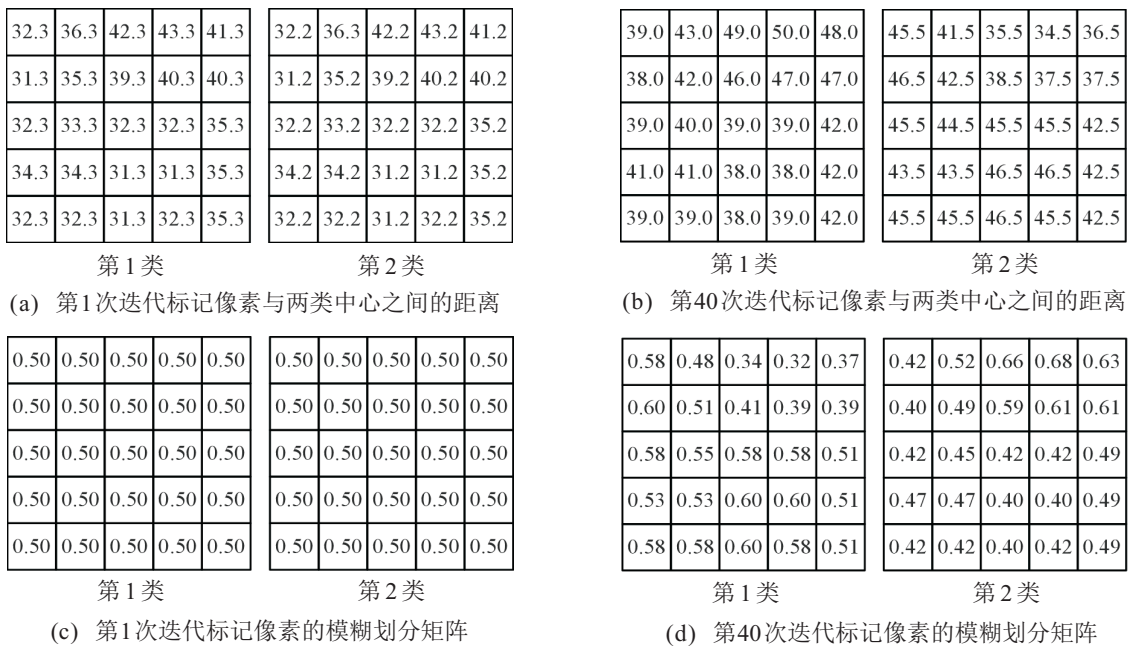 32.3 36.3 42.3 43.3 41.3
31.3 35.3 39.3 40.3 40.3
32.3 33.3 32.3 32.3 35.3
34.3 34.3 31.3 31.3 35.3
32.3 32.3 31.3 32.3 35.3
第1类
32.2 36.3 42.2 43.2 41.2
31.2 35.2 39.2 40.2 40.2
32.2 33.2 32.2 32.2 35.2
34.2 34.2 31.2 31.2 35.2
32.2 32.2 31.2 32.2 35.2
第2类
(a) 第1次迭代标记像素与两类中心之间的距离
39.0 43.0 49.0 50.0 48.0
38.0 42.0 46.0 47.0 47.0
39.0 40.0 39.0 39.0 42.0
41.0 41.0 38.0 38.0 42.0
39.0 39.0 38.0 39.0 42.0
第1类
45.5 41.5 35.5 34.5 36.5
46.5 42.5 38.5 37.5 37.5
45.5 44.5 45.5 45.5 42.5
43.5 43.5 46.5 46.5 42.5
45.5 45.5 46.5 45.5 42.5
第2类
(b) 第40次迭代标记像素与两类中心之间的距离
0.50 0.50 0.50 0.50 0.50
0.50 0.50 0.50 0.50 0.50
0.50 0.50 0.50 0.50 0.50
0.50 0.50 0.50 0.50 0.50
0.50 0.50 0.50 0.50 0.50
第1类
0.50 0.50 0.50 0.50 0.50
0.50 0.50 0.50 0.50 0.50
0.50 0.50 0.50 0.50 0.50
0.50 0.50 0.50 0.50 0.50
0.50 0.50 0.50 0.50 0.50
第2类
(c) 第1次迭代标记像素的模糊划分矩阵
0.58 0.48 0.34 0.32 0.37
0.60 0.51 0.41 0.39 0.39
0.58 0.55 0.58 0.58 0.51
0.53 0.53 0.60 0.60 0.51
0.58 0.58 0.60 0.58 0.51
第1类
0.42 0.52 0.66 0.68 0.63
0.40 0.49 0.59 0.61 0.61
0.42 0.45 0.42 0.42 0.49
0.47 0.47 0.40 0.40 0.49
0.42 0.42 0.40 0.42 0.49
第2类
(d) 第40次迭代标记像素的模糊划分矩阵